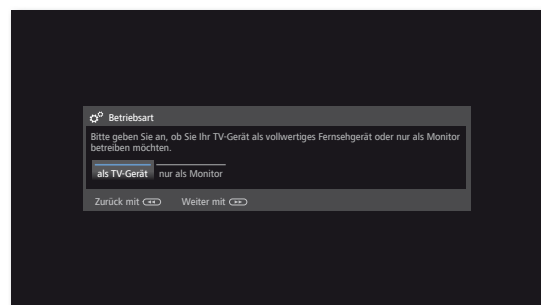 Betriebsart
Bitte geben Sie an, ob Sie Ihr TV-Gerät als vollwertiges Fernsehgerät oder nur als Monitor
betreiben möchten.
als TV-Gerät nur als Monitor
Zurück mit Weiter mit